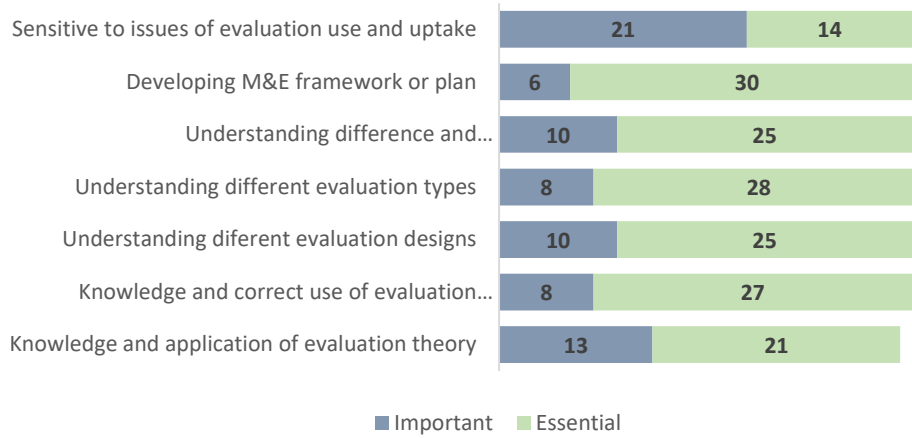 Sensitive to issues of evaluation use and uptake 21 14
Developing M&E framework or plan 6 30
Understanding difference and... 10 25
Understanding different evaluation types 8 28
Understanding diferent evaluation designs 10 25
Knowledge and correct use of evaluation... 8 27
Knowledge and application of evaluation theory 13 21
Important Essential